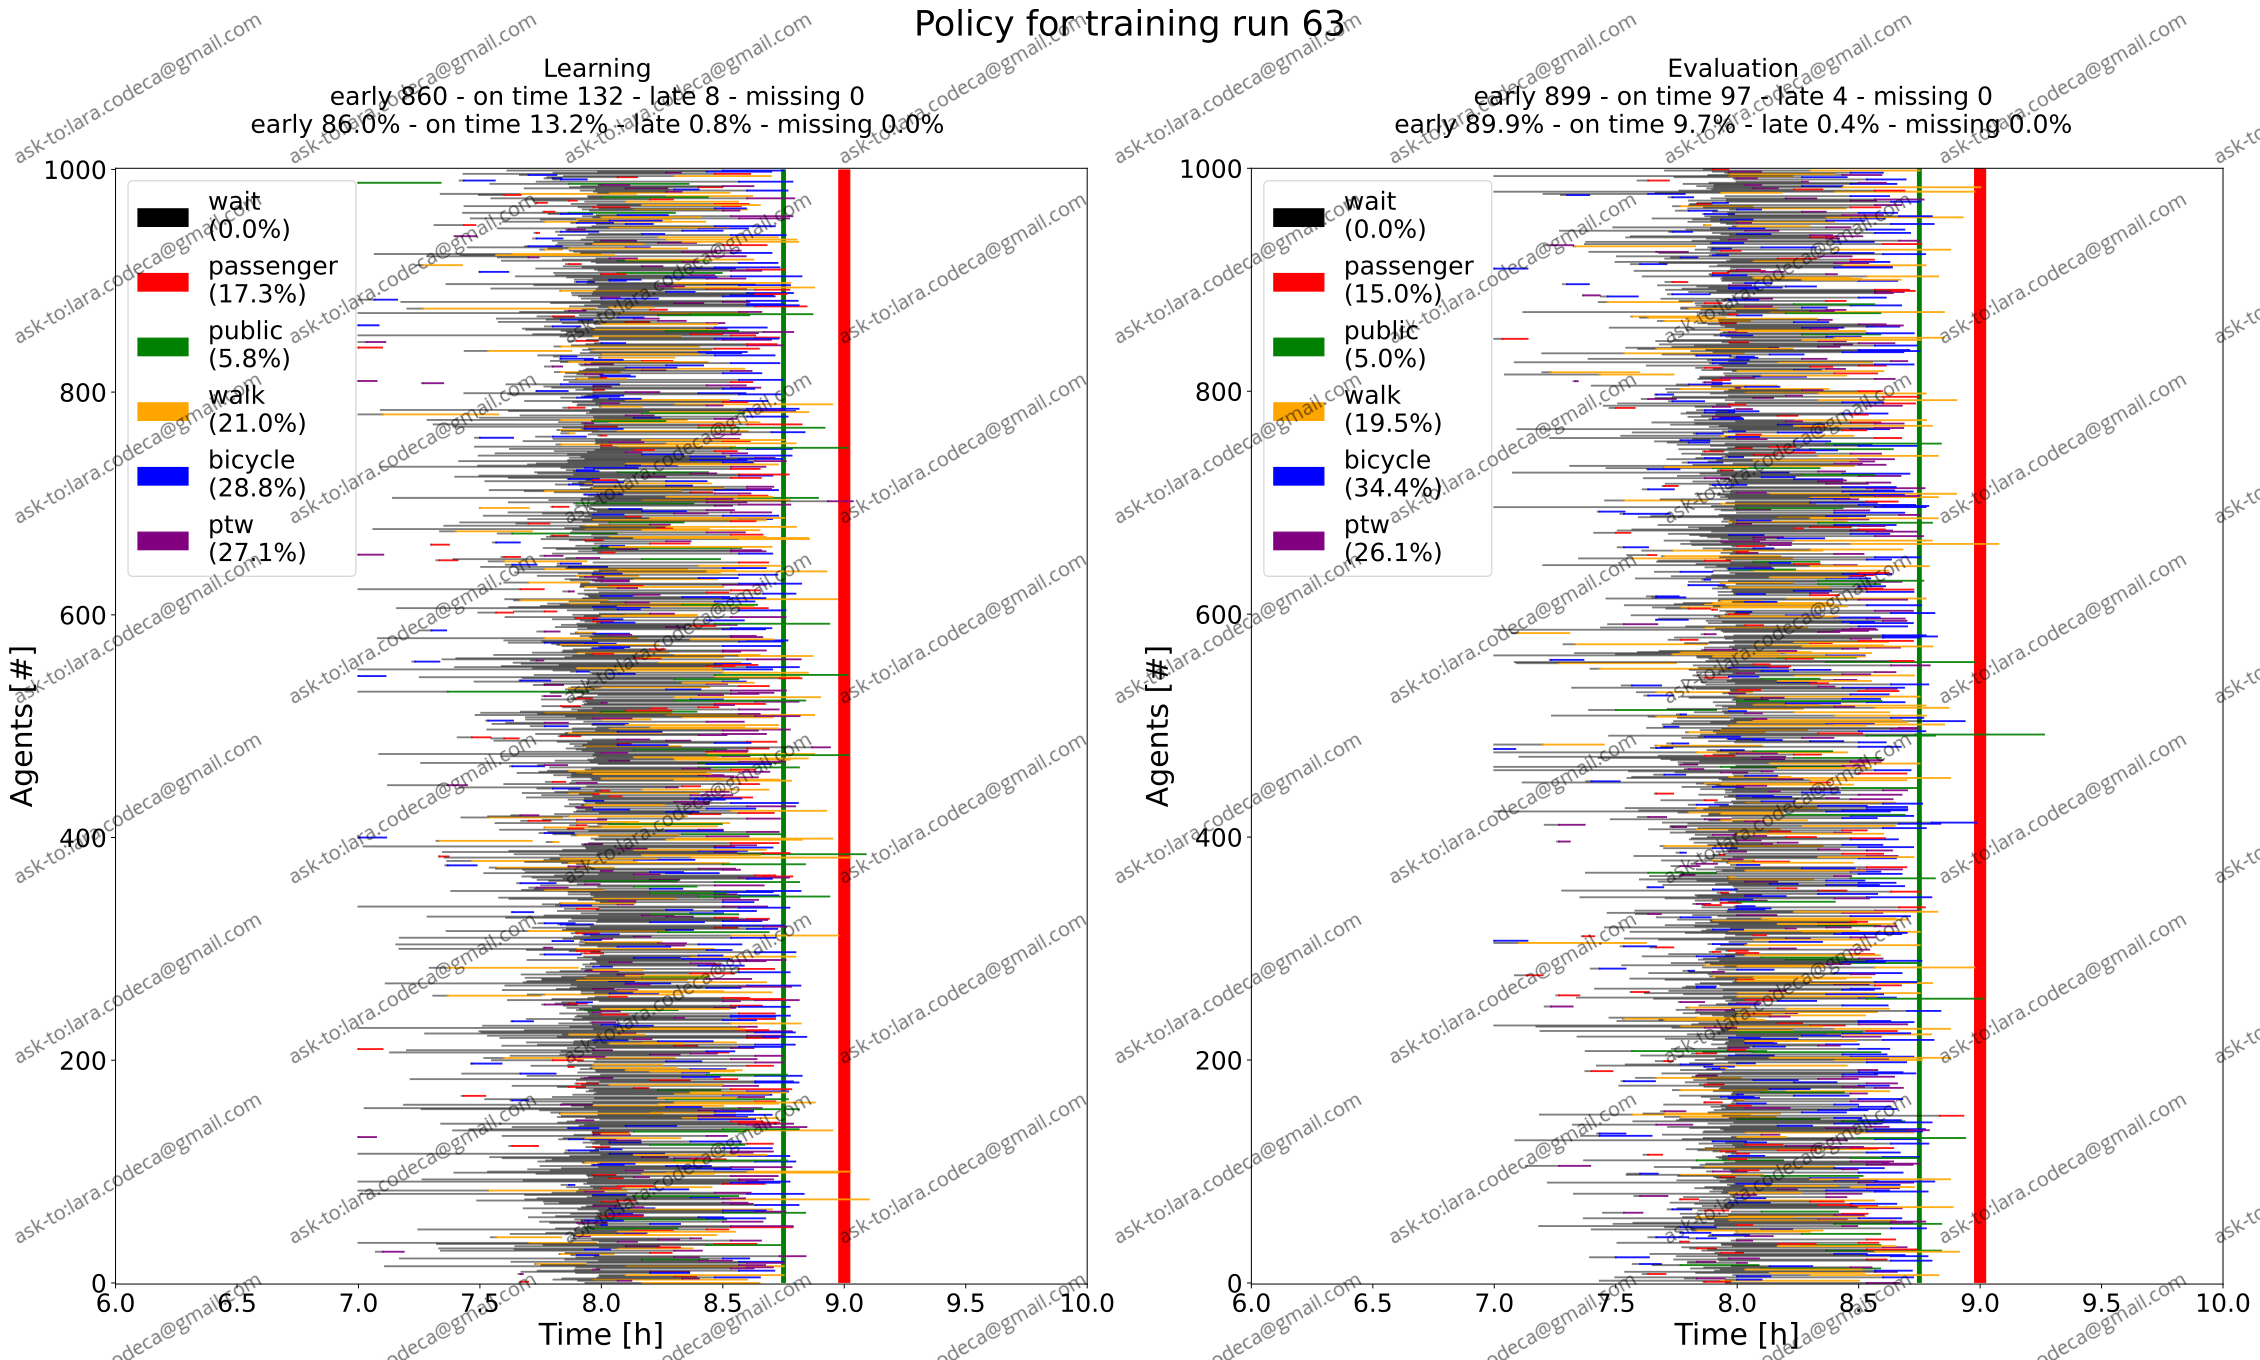 Policy for training run 63
Learning
early 860 - on time 132 - late 8 - missing 0
early 86.0% - on time 13.2% - late 0.8% - missing 0.0%
1000
800
600
400
200
0
Agents [#]
wait
(0.0%)
passenger
(17.3%)
public
(5.8%)
walk
(21.0%)
bicycle
(28.8%)
ptw
(27.1%)
6.0 6.5 7.0 7.5 8.0 8.5 9.0 9.5 10.0
Time [h]
Evaluation
early 899 - on time 97 - late 4 - missing 0
early 89.9% - on time 9.7% - late 0.4% - missing 0.0%
1000
800
600
400
200
0
Agents [#]
wait
(0.0%)
passenger
(15.0%)
public
(5.0%)
walk
(19.5%)
bicycle
(34.4%)
ptw
(26.1%)
6.0 6.5 7.0 7.5 8.0 8.5 9.0 9.5 10.0
Time [h]
ask-to:lara.codeca@gmail.com